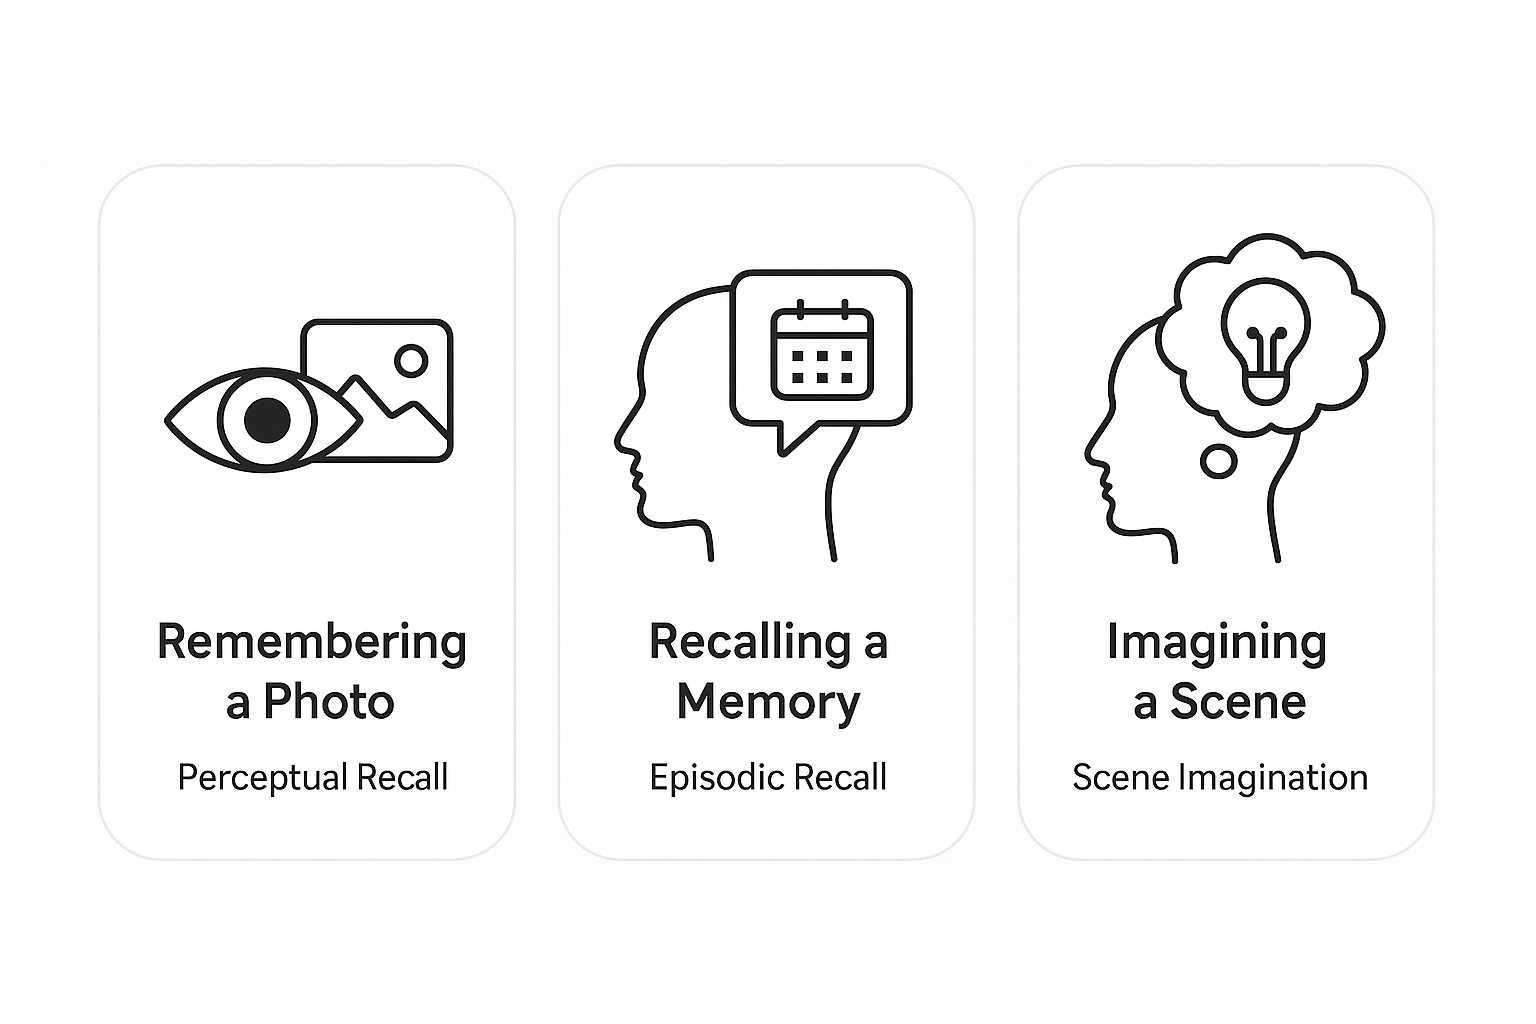 Remembering
a Photo
Perceptual Recall
Recalling a
Memory
Episodic Recall
Imagining
a Scene
Scene Imagination